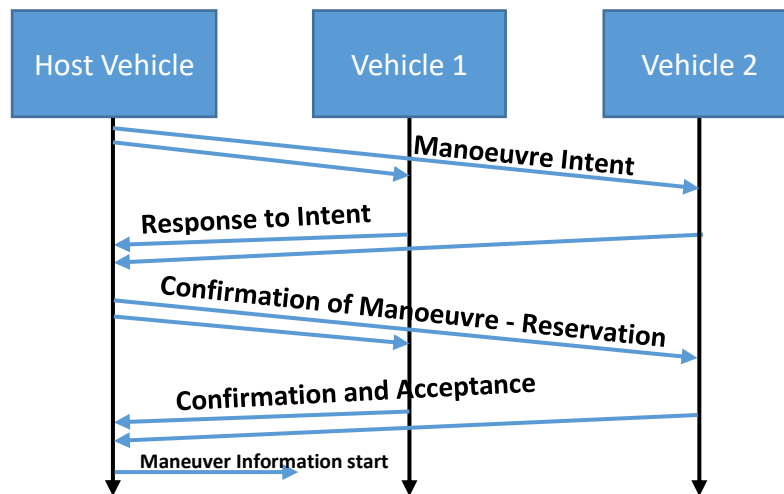 Host Vehicle
Vehicle 1
Vehicle 2
Manoeuvre Intent
Response to Intent
Confirmation of Manoeuvre - Reservation
Confirmation and Acceptance
Maneuver Information start